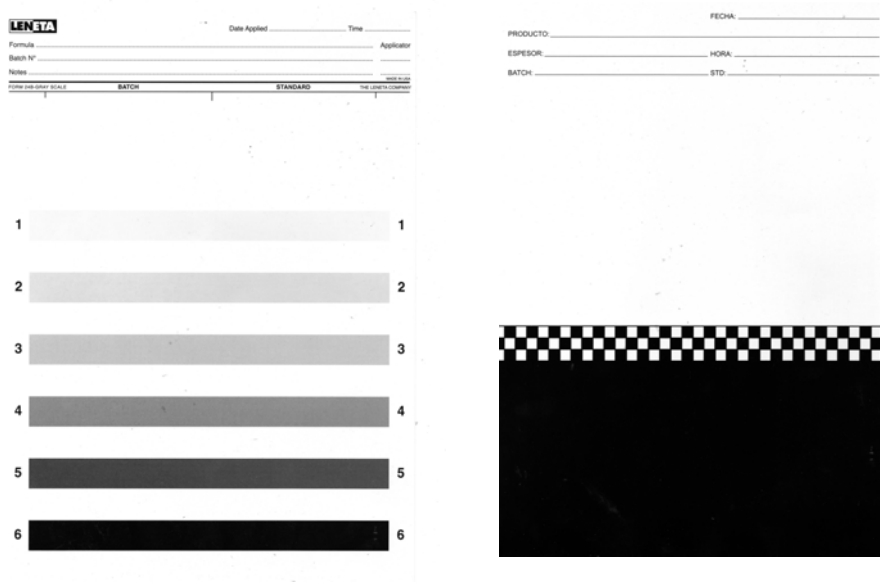 LENETA
Date Applied Time
Formula Applicator
Batch N°
Notes
MADE IN USA
FORM 24B-GRAY SCALE BATCH STANDARD THE LENETA COMPANY
1 1
2 2
3 3
4 4
5 5
6 6
FECHA:
PRODUCTO:
ESPESOR: HORA:
BATCH: STD: